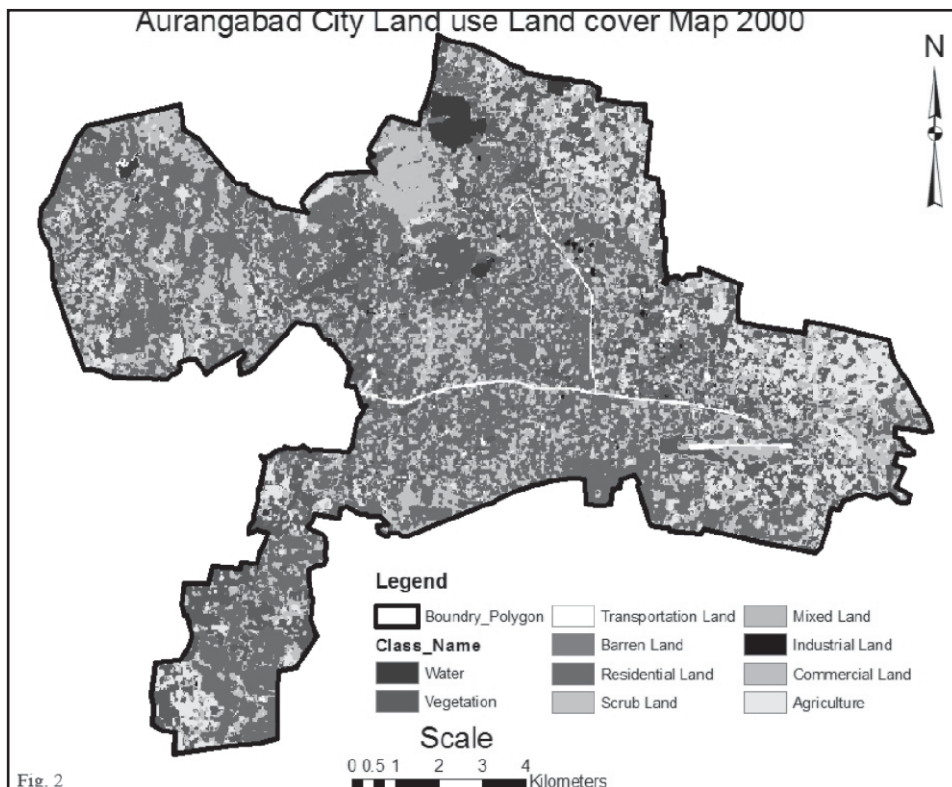 Aurangabad City Land use Land cover Map 2000
N
Legend
Boundry_Polygon
Class_Name
Water
Vegetation
Transportation Land
Barren Land
Residential Land
Scrub Land
Mixed Land
Industrial Land
Commercial Land
Agriculture
Scale
0 0.5 1 2 3 4
Kilometers
Fig. 2